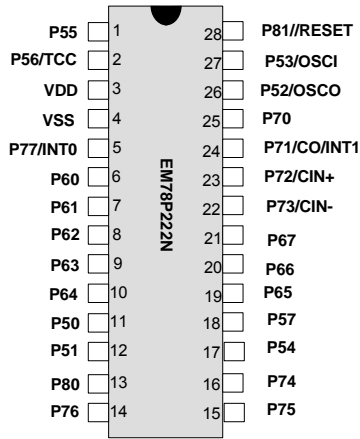 P55 1 28 P81//RESET
P56/TCC 2 27 P53/OSCI
VDD 3 26 P52/OSCO
VSS 4 25 P70
P77/INT0 5 24 P71/CO/INT1
P60 6 23 P72/CIN+
P61 7 22 P73/CIN-
P62 8 21 P67
P63 9 20 P66
P64 10 19 P65
P50 11 18 P57
P51 12 17 P54
P80 13 16 P74
P76 14 15 P75
EM78P222N